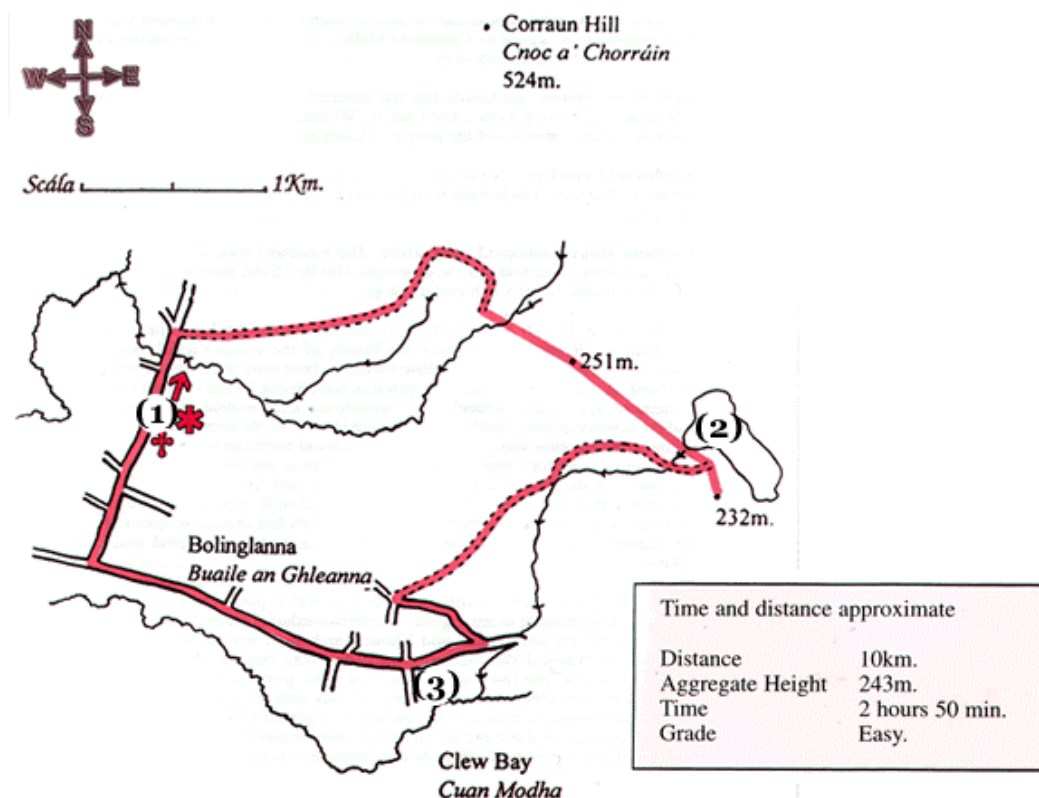 N
W E
S
Corraun Hill
Cnoc a' Chorráin
524m.
Scála 1Km.
251m.
(1)
(2)
232m.
Bolinglanna
Buaile an Ghleanna
(3)
Clew Bay
Cuan Modha
Time and distance approximate
Distance 10km.
Aggregate Height 243m.
Time 2 hours 50 min.
Grade Easy.